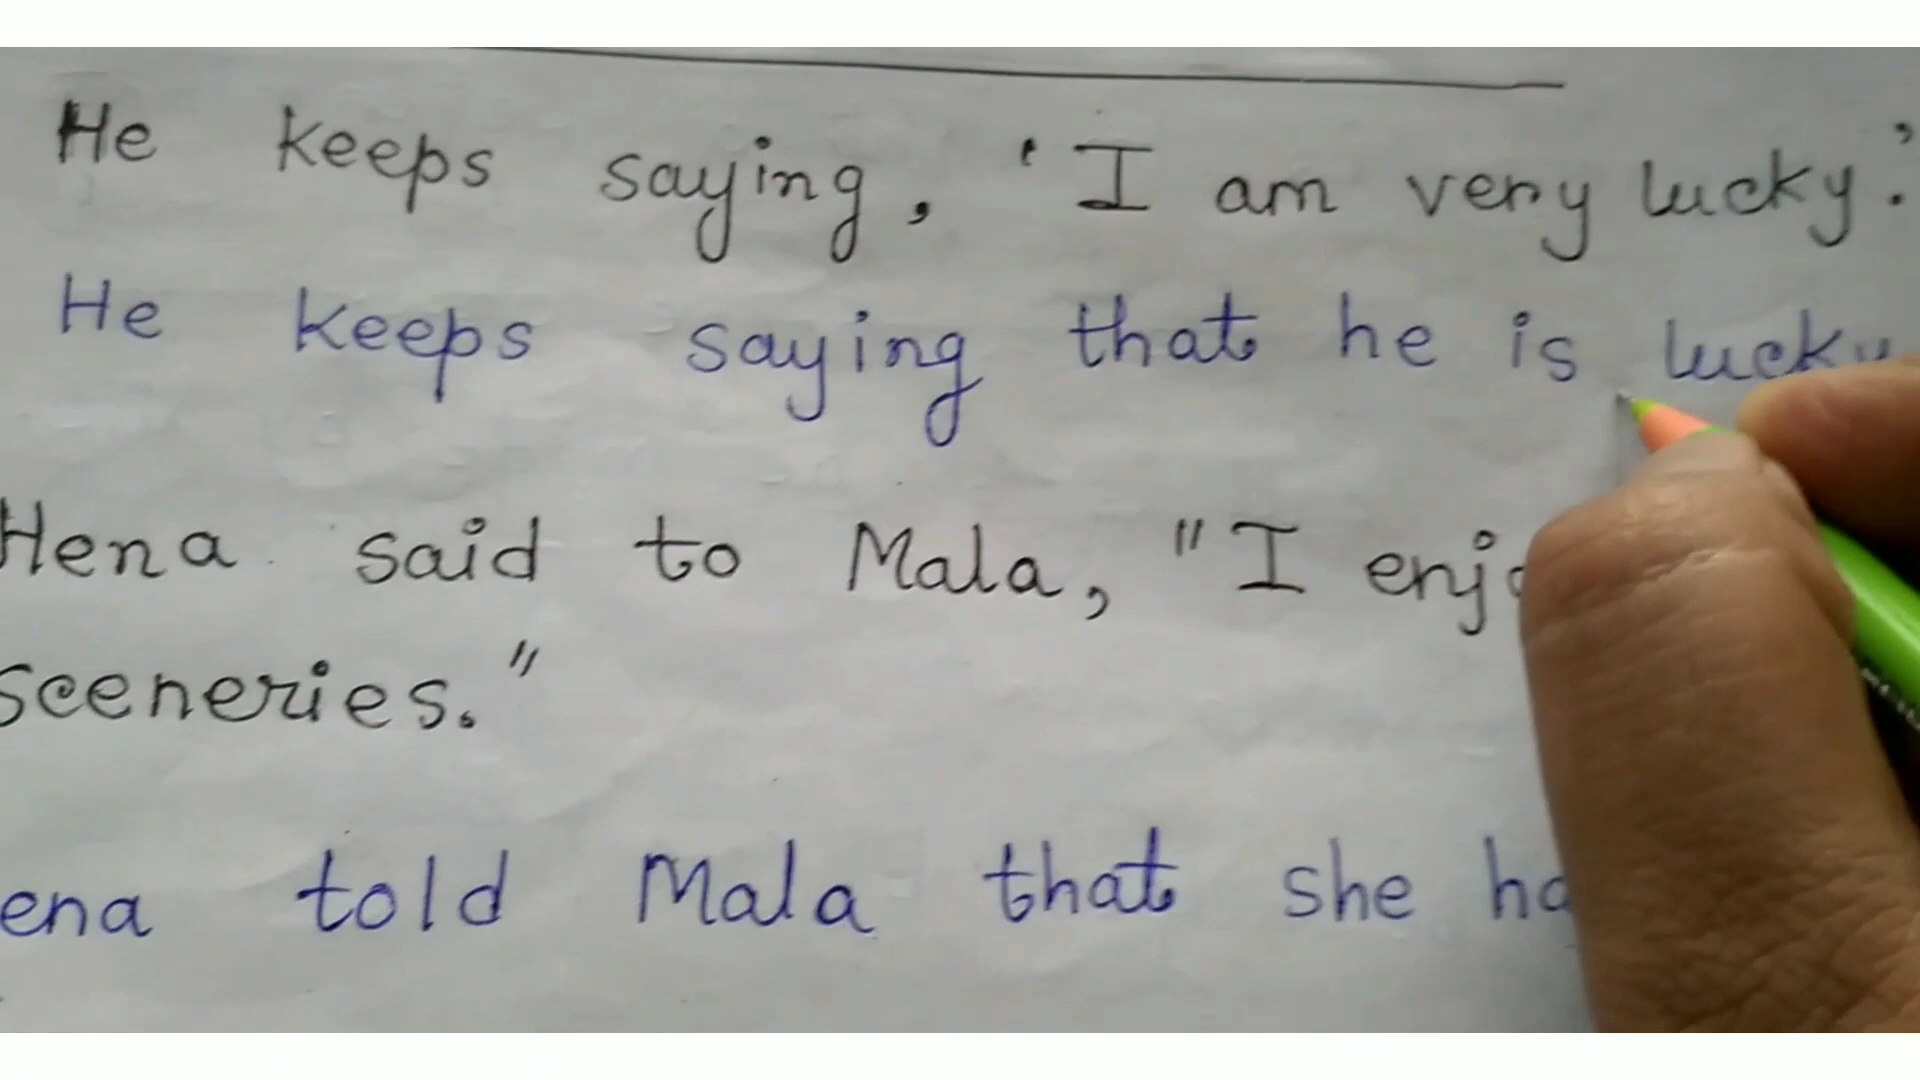 He keeps saying, 'I am very lucky.'
He keeps saying that he is lucky
Hena said to Mala, "I
sceneries."
told Mala that she